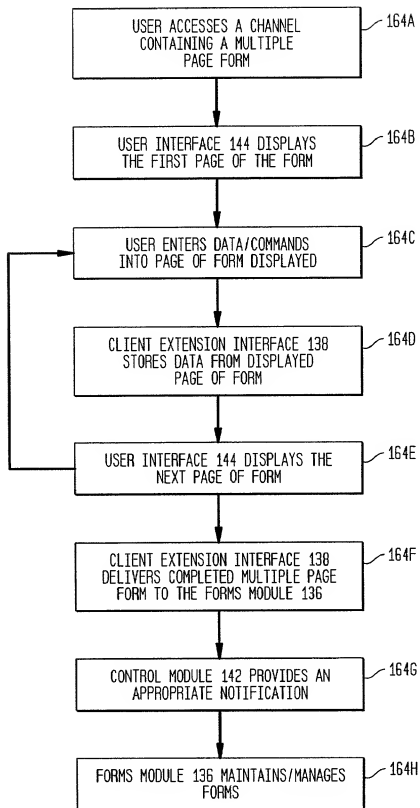 USER ACCESSES A CHANNEL
CONTAINING A MULTIPLE
PAGE FORM
164A
USER INTERFACE 144 DISPLAYS
THE FIRST PAGE OF THE FORM
164B
USER ENTERS DATA/COMMANDS
INTO PAGE OF FORM DISPLAYED
164C
CLIENT EXTENSION INTERFACE 138
STORES DATA FROM DISPLAYED
PAGE OF FORM
164D
USER INTERFACE 144 DISPLAYS THE
NEXT PAGE OF FORM
164E
CLIENT EXTENSION INTERFACE 138
DELIVERS COMPLETED MULTIPLE PAGE
FORM TO THE FORMS MODULE 136
164F
CONTROL MODULE 142 PROVIDES AN
APPROPRIATE NOTIFICATION
164G
FORMS MODULE 136 MAINTAINS/MANAGES
FORMS
164H